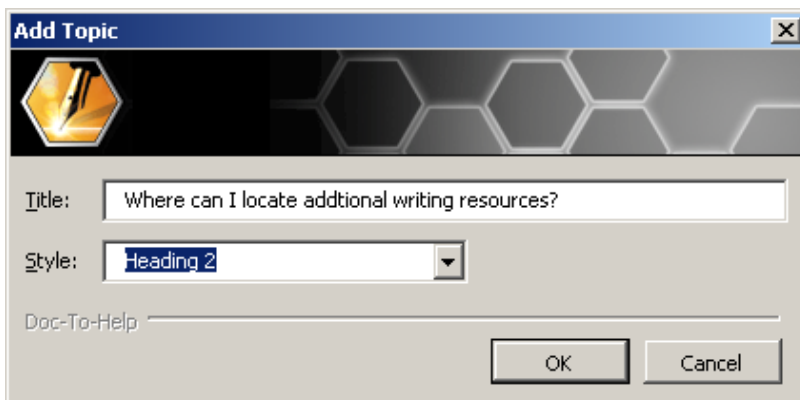 Add Topic
Title: Where can I locate addtional writing resources?
Style: Heading 2
Doc-To-Help
OK Cancel